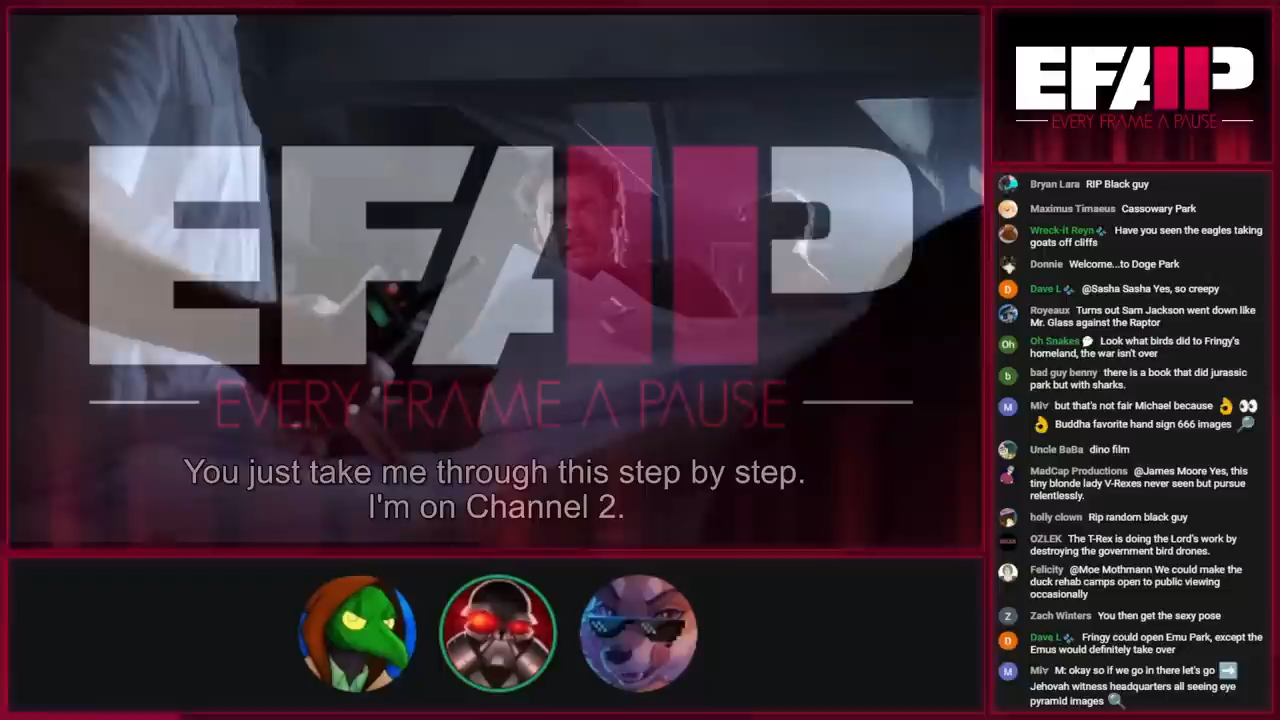 EFAP
EVERY FRAME A PAUSE
You just take me through this step by step.
I'm on Channel 2.
EFAP
EVERY FRAME A PAUSE
Bryan Lara RIP Black guy
Maximus Timaeus Cassowary Park
Wreck-it Reyn Have you seen the eagles taking
goats off cliffs
Donnie Welcome...to Doge Park
D Dave L @Sasha Sasha Yes, so creepy
Royeaux Turns out Sam Jackson went down like
Mr. Glass against the Raptor
Oh Oh Snakes Look what birds did to Fringy's
homeland, the war isn't over
b bad guy benny there is a book that did jurassic
park but with sharks.
M Miv but that's not fair Michael because
Buddha favorite hand sign 666 images
Uncle BaBa dino film
MadCap Productions @James Moore Yes, this
tiny blonde lady V-Rexes never seen but pursue
relentlessly.
holly clown Rip random black guy
OZLEK The T-Rex is doing the Lord's work by
destroying the government bird drones.
Felicity @Moe Mothmann We could make the
duck rehab camps open to public viewing
occasionally
Z Zach Winters You then get the sexy pose
D Dave L Fringy could open Emu Park, except the
Emus would definitely take over
M Miv M: okay so if we go in there let's go
Jehovah witness headquarters all seeing eye
pyramid images